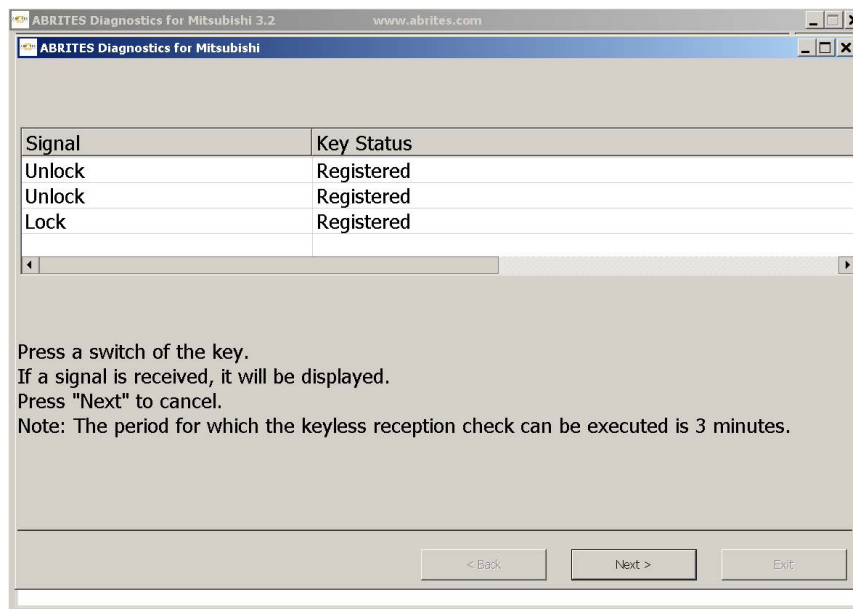 ABRITES Diagnostics for Mitsubishi 3.2 www.abrites.com
ABRITES Diagnostics for Mitsubishi
Signal Key Status
Unlock Registered
Unlock Registered
Lock Registered
Press a switch of the key.
If a signal is received, it will be displayed.
Press "Next" to cancel.
Note: The period for which the keyless reception check can be executed is 3 minutes.
< Back Next > Exit